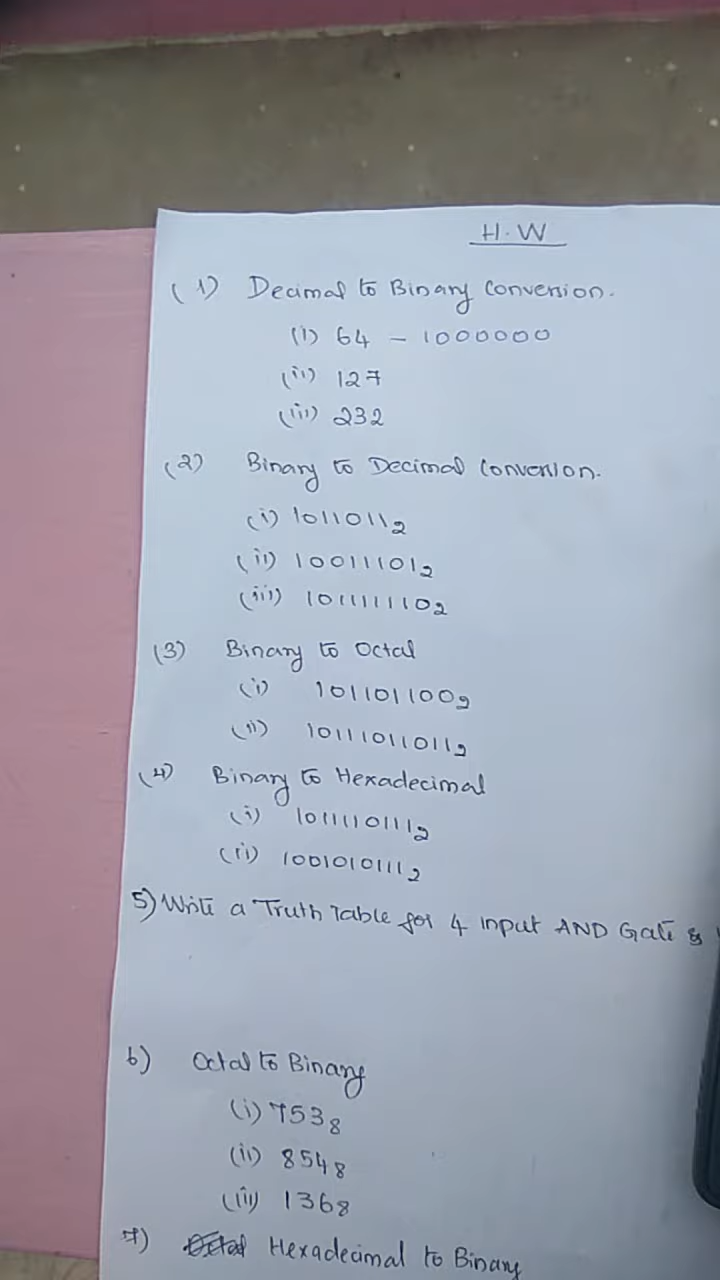 H.W
(1) Decimal to Binary Conversion.
(i) 64 - 1000000
(ii) 127
(iii) 232
(2) Binary to Decimal Conversion.
(i) 1011011₂
(ii) 10011101₂
(iii) 101111110₂
(3) Binary to Octal
(i) 101101100₂
(ii) 10111011011₂
(4) Binary to Hexadecimal
(i) 1011110111₂
(ii) 1001010111₂
5) Write a Truth Table for 4 input AND Gate &
6) Octal to Binary
(i) 753₈
(ii) 854₈
(iii) 136₈
7) Hexadecimal to Binary